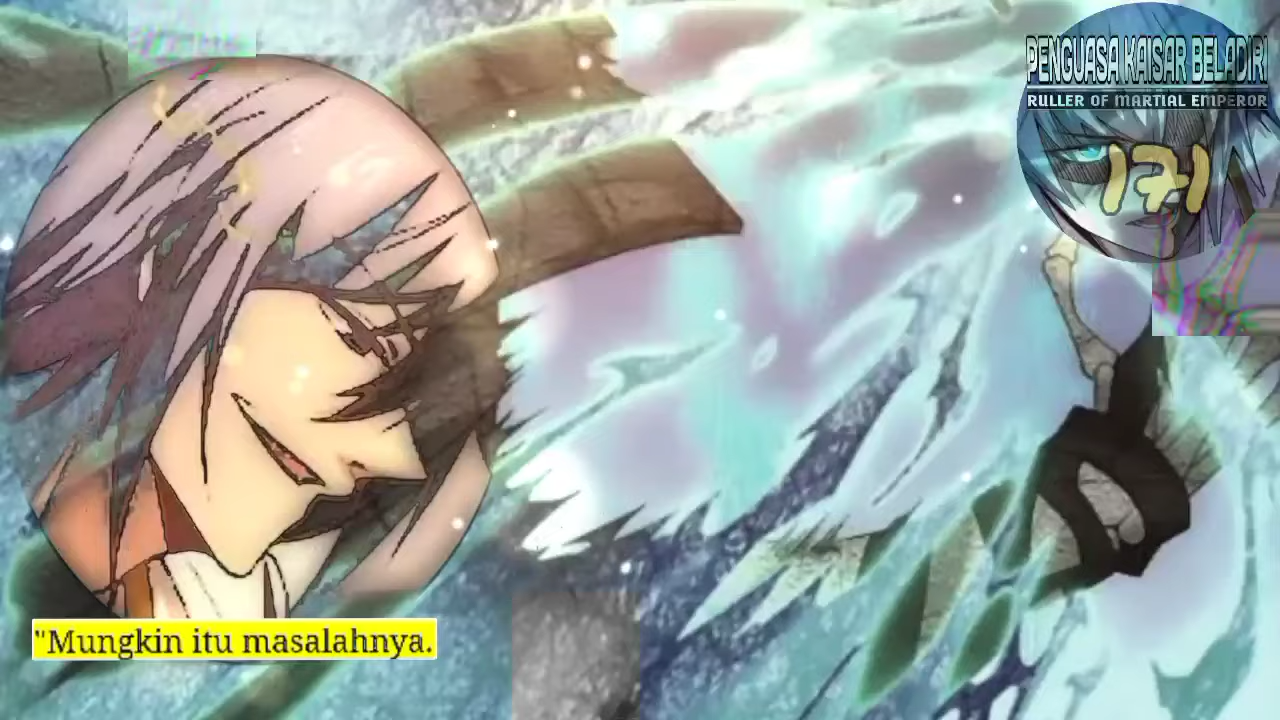 PENGUASA KAISAR BELADIRI
RULLER OF MARTIAL EMPEROR
171
"Mungkin itu masalahnya.